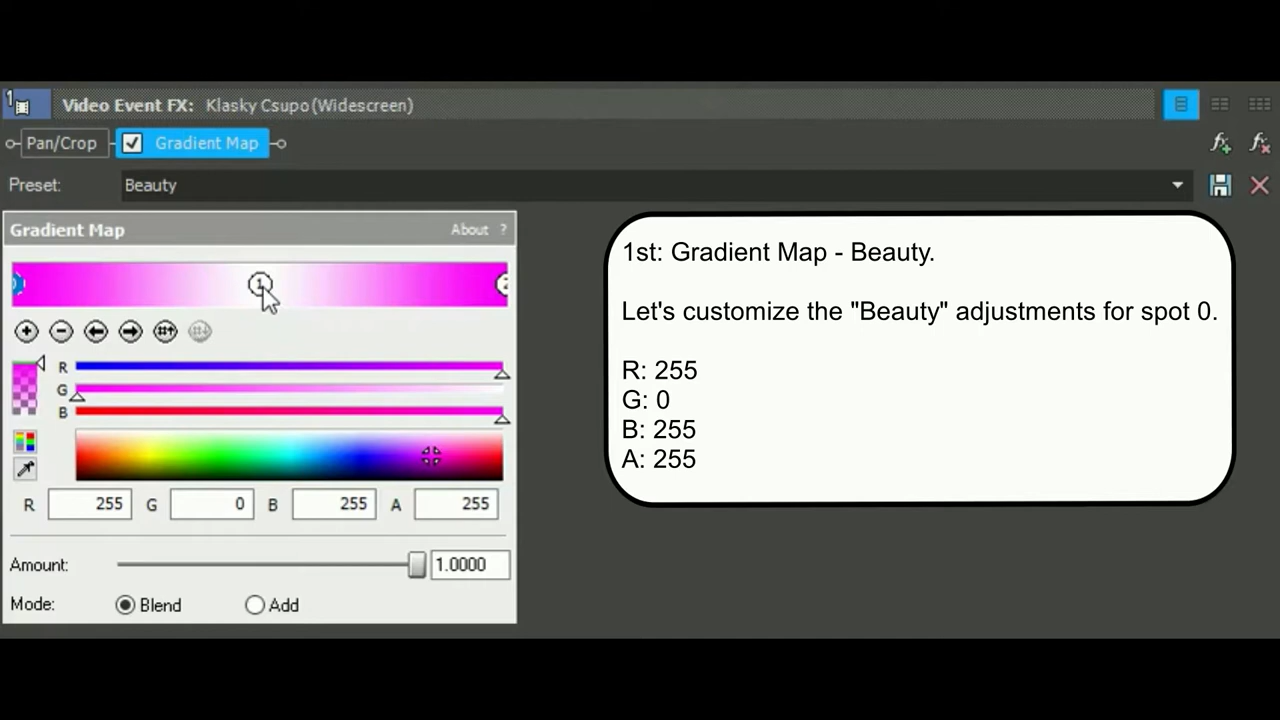 1
Video Event FX: Klasky Csupo (Widescreen)
Pan/Crop Gradient Map
Preset: Beauty
Gradient Map About ?
1
R
G
B
R 255 G 0 B 255 A 255
Amount: 1.0000
Mode: Blend Add
1st: Gradient Map - Beauty.
Let's customize the "Beauty" adjustments for spot 0.
R: 255
G: 0
B: 255
A: 255